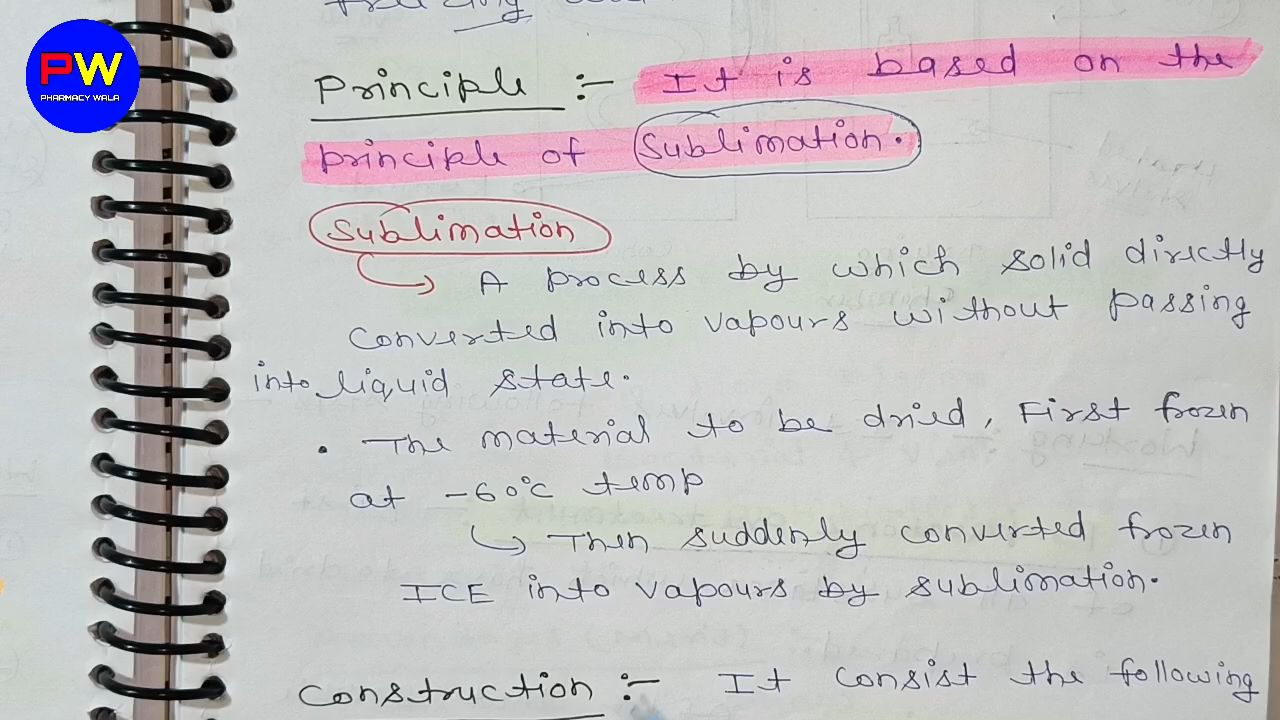 PW
PHARMACY WALA
Principle :- It is based on the
principle of Sublimation.
Sublimation
→ A process by which solid directly
converted into vapours without passing
into liquid state.
• The material to be dried, First frozen
at -60°C temp
↳ Then suddenly converted frozen
ICE into vapours by sublimation.
Construction :- It consist the following